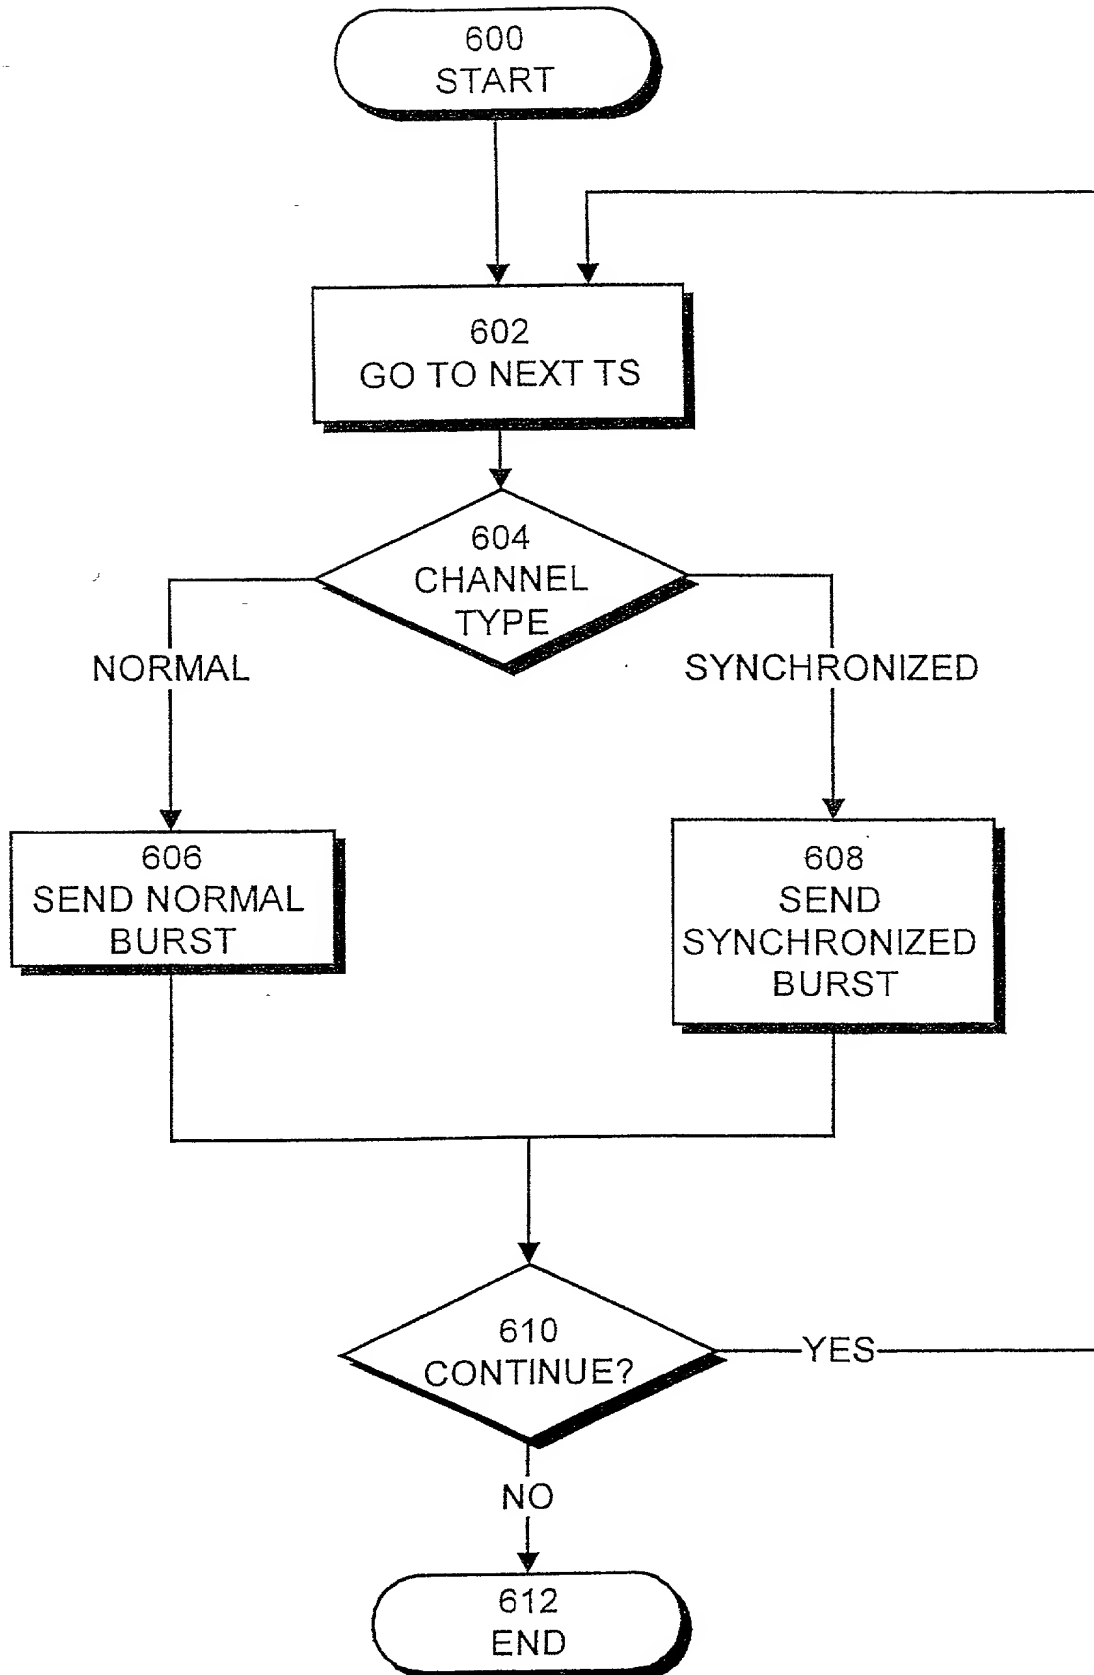 600
START
602
GO TO NEXT TS
604
CHANNEL
TYPE
NORMAL
SYNCHRONIZED
606
SEND NORMAL
BURST
608
SEND
SYNCHRONIZED
BURST
610
CONTINUE?
YES
NO
612
END